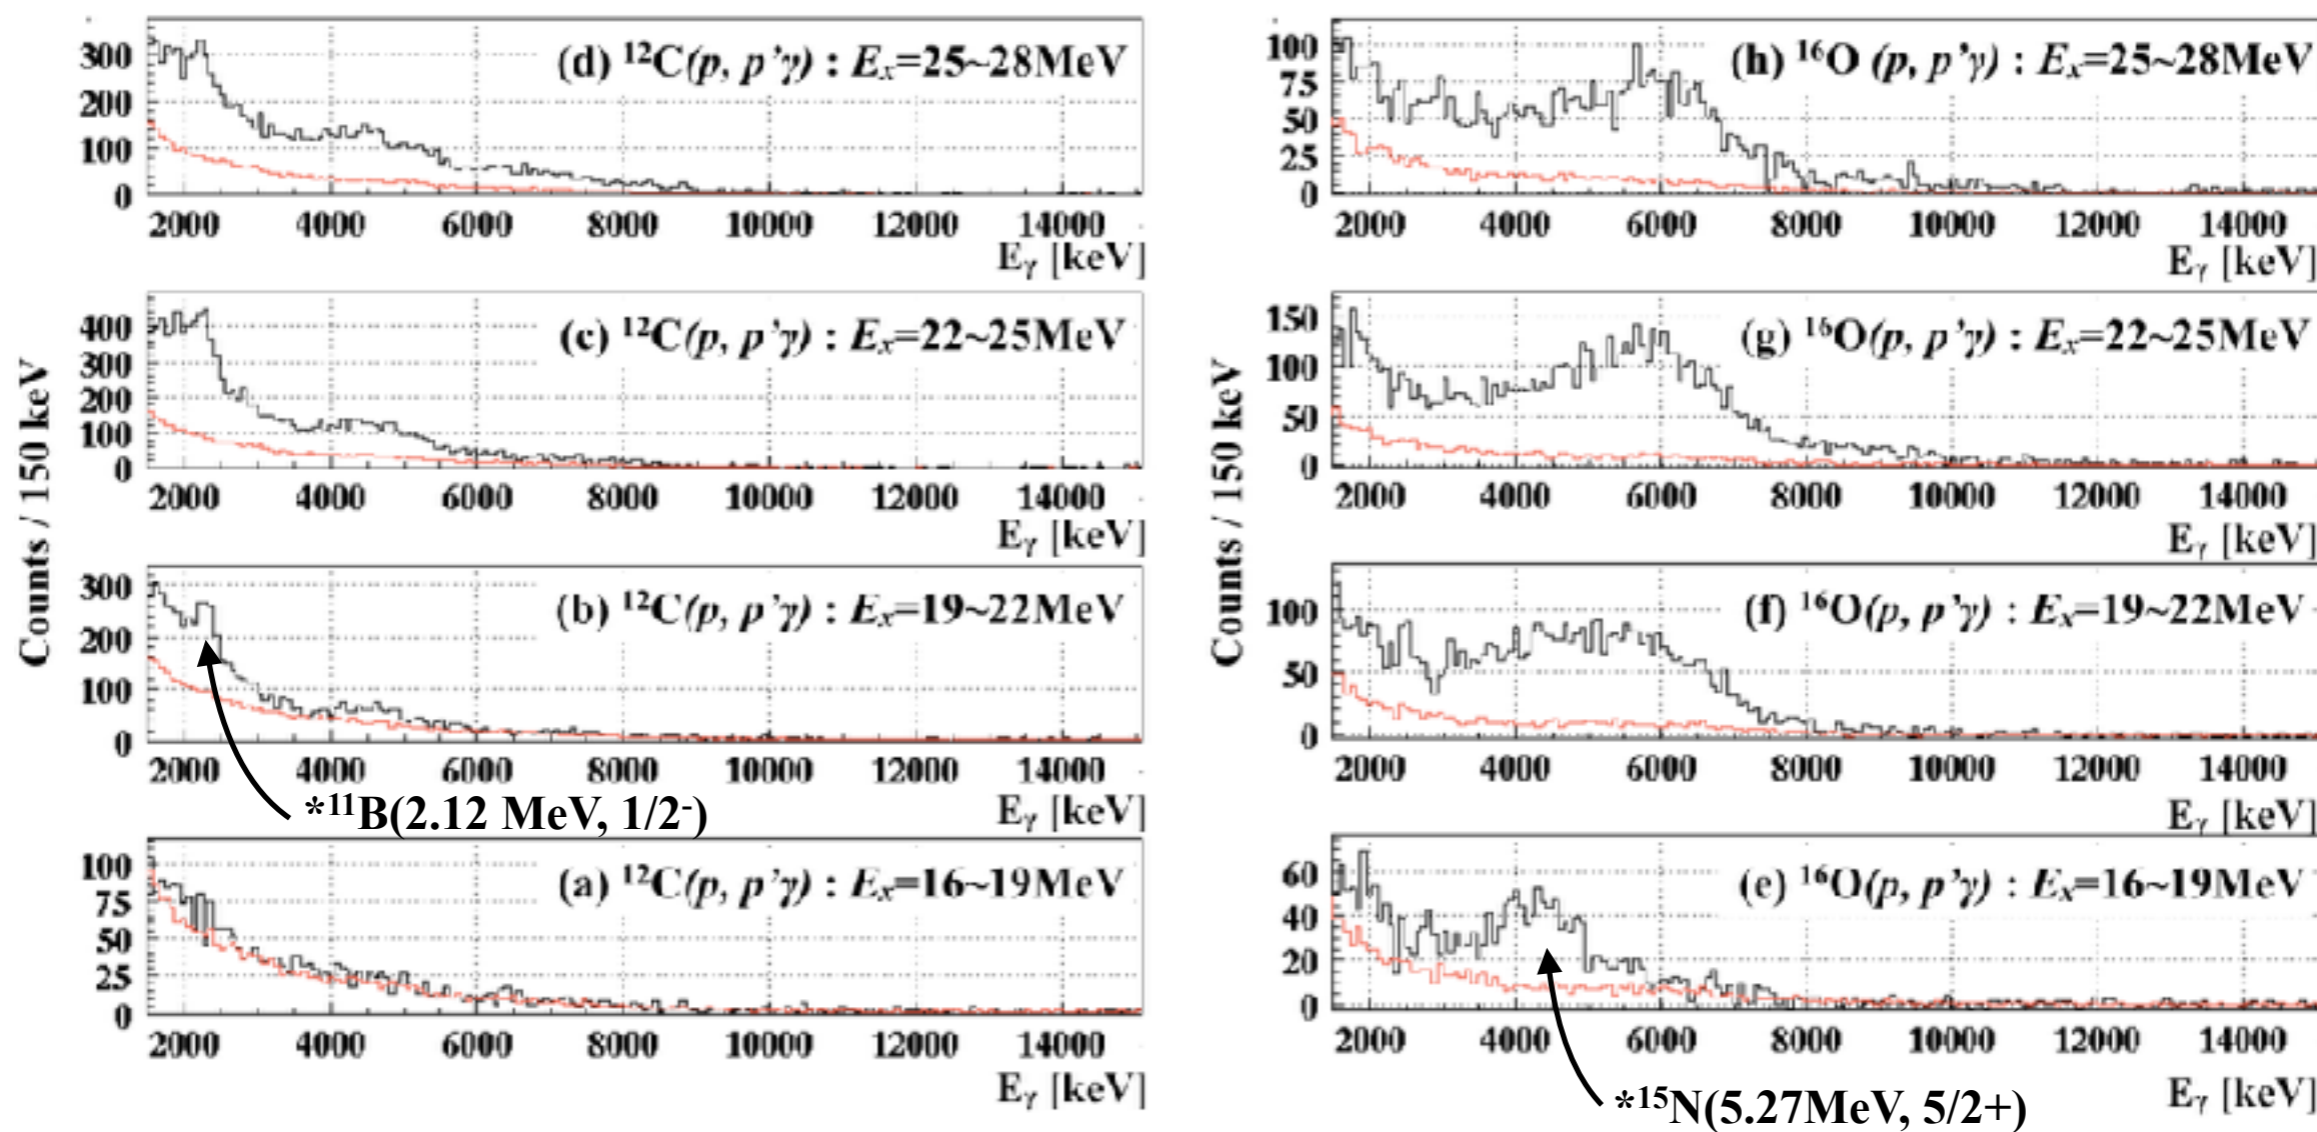 Counts / 150 keV
300
200
100
0
(d) ¹²C(p, p’γ) : Eₓ=25~28MeV
2000 4000 6000 8000 10000 12000 14000
Eγ [keV]
400
300
200
100
0
(c) ¹²C(p, p’γ) : Eₓ=22~25MeV
2000 4000 6000 8000 10000 12000 14000
Eγ [keV]
300
200
100
0
(b) ¹²C(p, p’γ) : Eₓ=19~22MeV
2000 4000 6000 8000 10000 12000 14000
Eγ [keV]
*¹¹B(2.12 MeV, 1/2⁻)
100
75
50
25
0
(a) ¹²C(p, p’γ) : Eₓ=16~19MeV
2000 4000 6000 8000 10000 12000 14000
Eγ [keV]
Counts / 150 keV
100
75
50
25
0
(h) ¹⁶O (p, p’γ) : Eₓ=25~28MeV
2000 4000 6000 8000 10000 12000 14000
Eγ [keV]
150
100
50
0
(g) ¹⁶O(p, p’γ) : Eₓ=22~25MeV
2000 4000 6000 8000 10000 12000 14000
Eγ [keV]
100
50
0
(f) ¹⁶O(p, p’γ) : Eₓ=19~22MeV
2000 4000 6000 8000 10000 12000 14000
Eγ [keV]
60
40
20
0
(e) ¹⁶O(p, p’γ) : Eₓ=16~19MeV
2000 4000 6000 8000 10000 12000 14000
Eγ [keV]
*¹⁵N(5.27MeV, 5/2+)